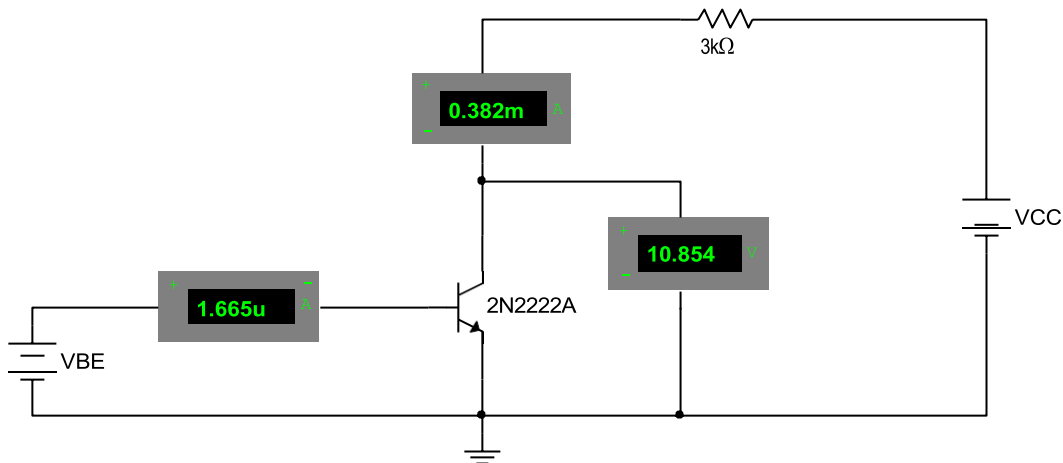 3kΩ
+
0.382m A
−
+
10.854 V
−
VCC
+ −
1.665u A
2N2222A
VBE